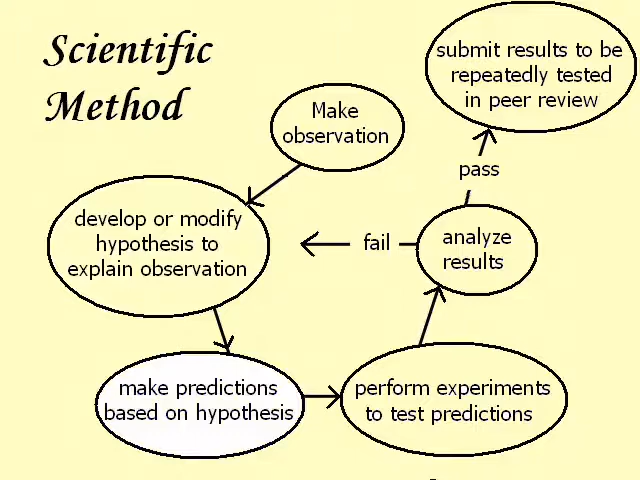 Scientific
Method
submit results to be
repeatedly tested
in peer review
Make
observation
pass
develop or modify
hypothesis to
explain observation
fail
analyze
results
make predictions
based on hypothesis
perform experiments
to test predictions